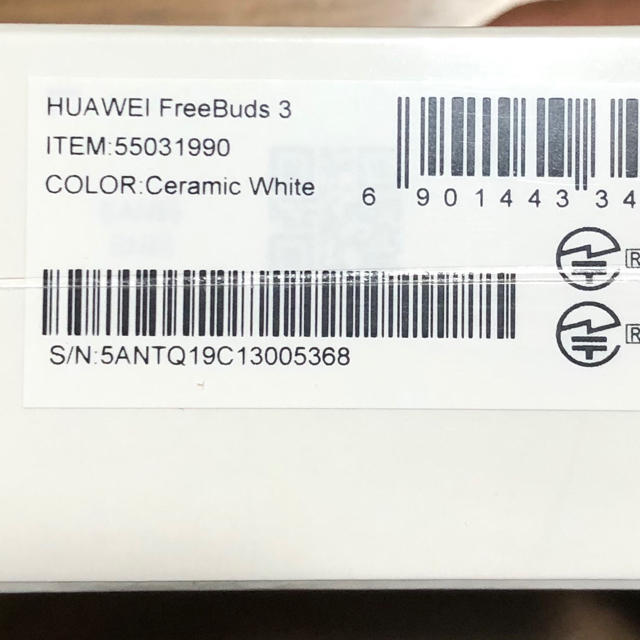 HUAWEI FreeBuds 3
ITEM:55031990
COLOR:Ceramic White
6 901443 34
R
R
S/N:5ANTQ19C13005368